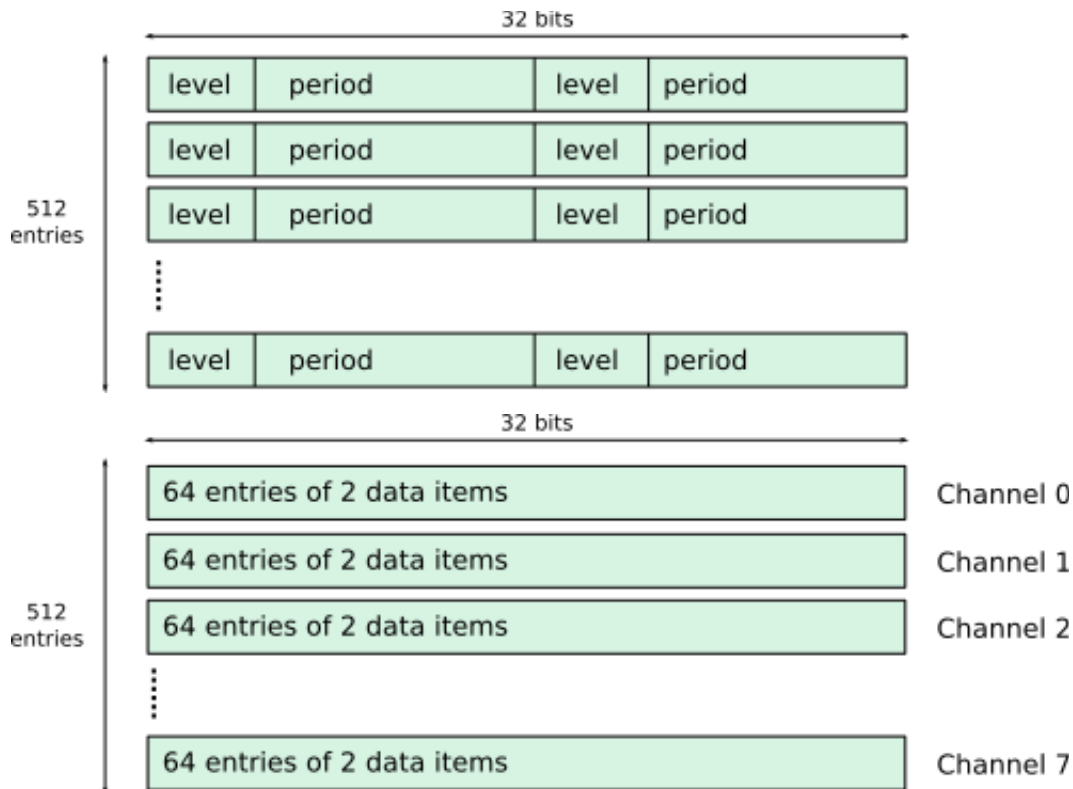 32 bits
level period level period
level period level period
512
entries
level period level period
level period level period
32 bits
64 entries of 2 data items Channel 0
64 entries of 2 data items Channel 1
512
entries
64 entries of 2 data items Channel 2
64 entries of 2 data items Channel 7